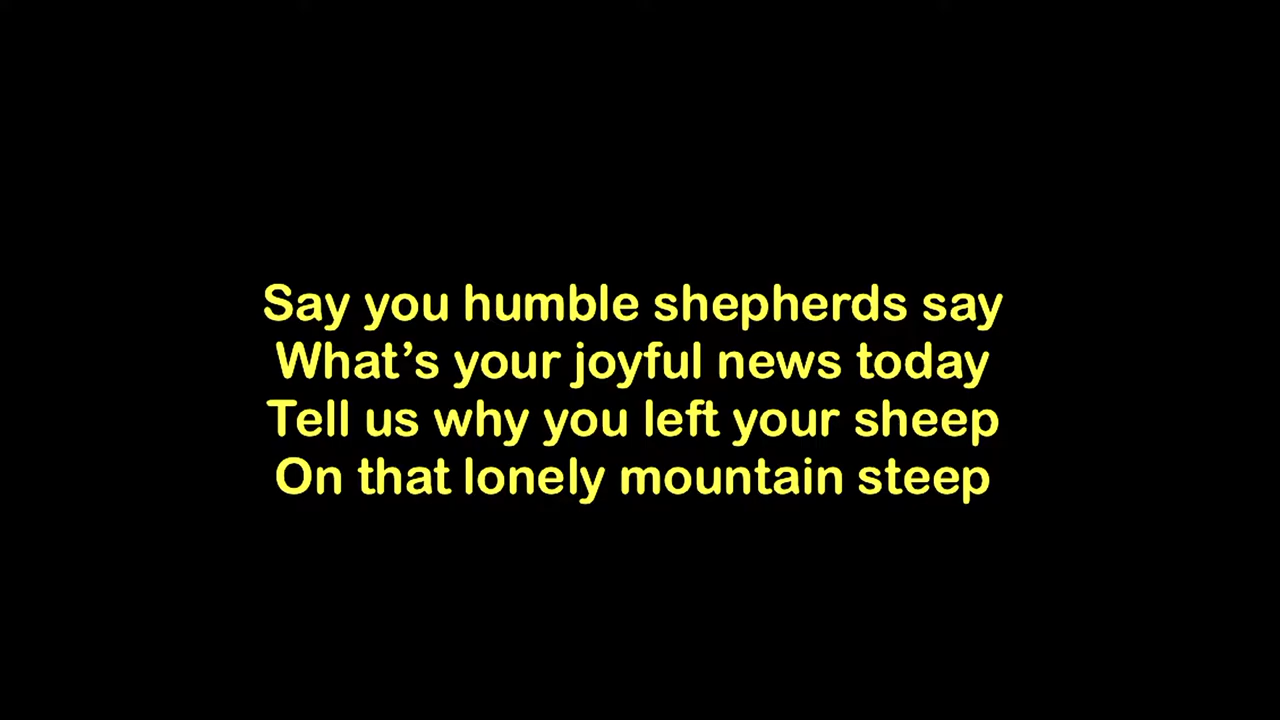 Say you humble shepherds say
What’s your joyful news today
Tell us why you left your sheep
On that lonely mountain steep